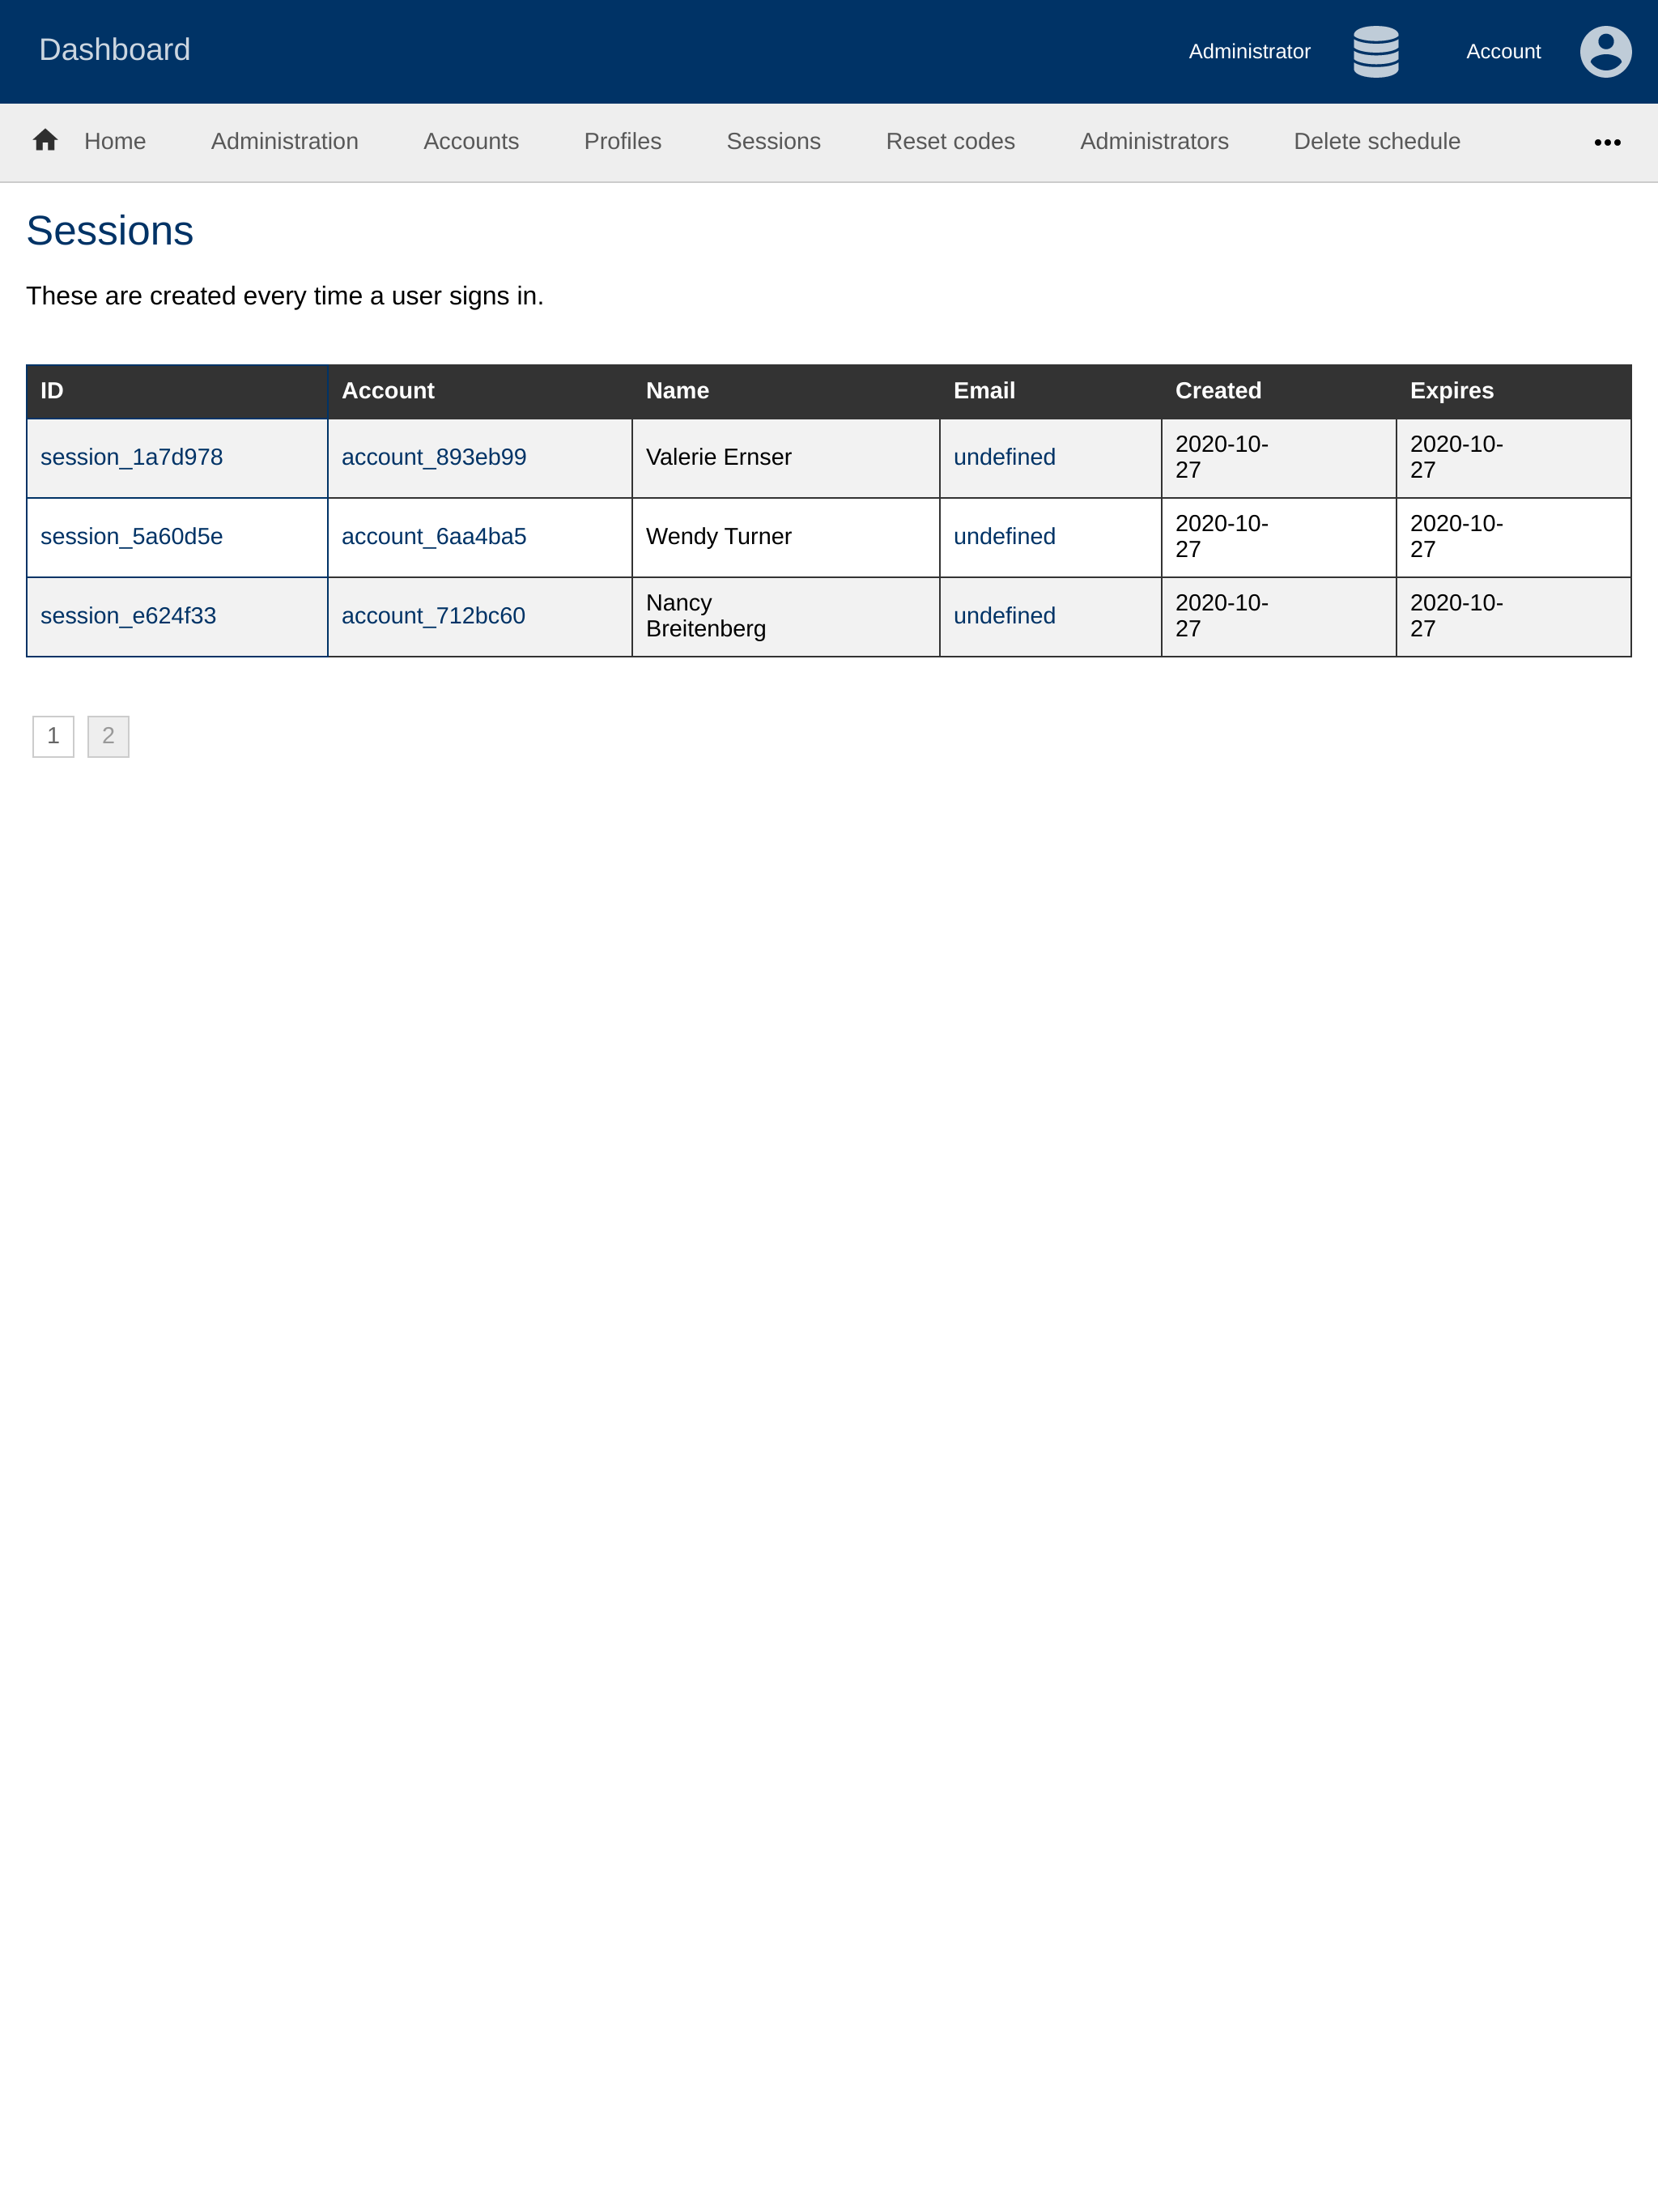 Dashboard
Administrator
Account
Home Administration Accounts Profiles Sessions Reset codes Administrators Delete schedule
Sessions
These are created every time a user signs in.
ID Account Name Email Created Expires
session_1a7d978 account_893eb99 Valerie Ernser undefined 2020-10-27 2020-10-27
session_5a60d5e account_6aa4ba5 Wendy Turner undefined 2020-10-27 2020-10-27
session_e624f33 account_712bc60 Nancy Breitenberg undefined 2020-10-27 2020-10-27
1 2